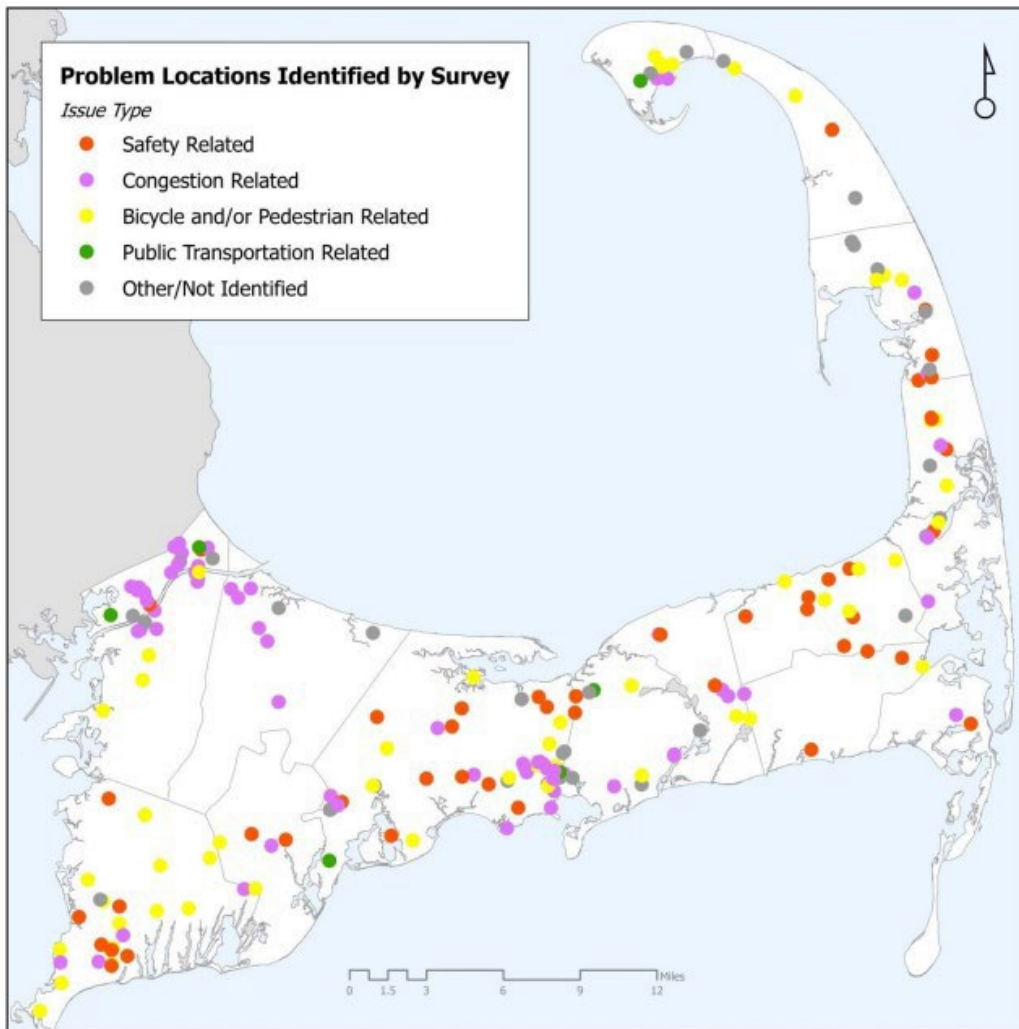 Problem Locations Identified by Survey
Issue Type
Safety Related
Congestion Related
Bicycle and/or Pedestrian Related
Public Transportation Related
Other/Not Identified
Miles
0 1.5 3 6 9 12